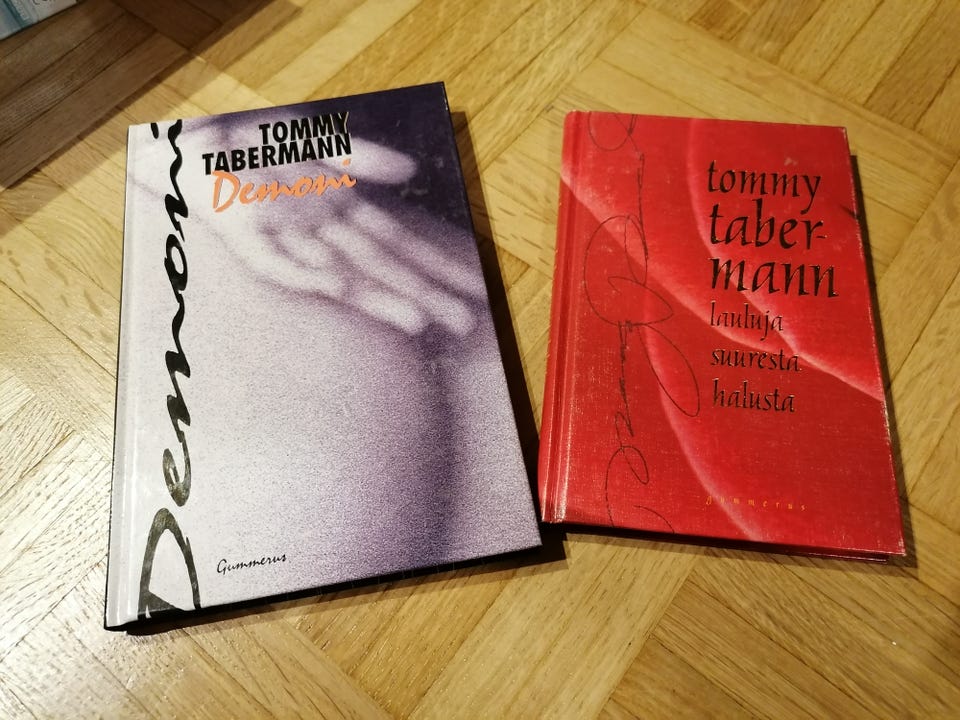 TOMMY
TABERMANN
Demoni
Demoni
Gummerus
tommy
taber-
mann
lauluja
suuresta
halusta
Gummerus